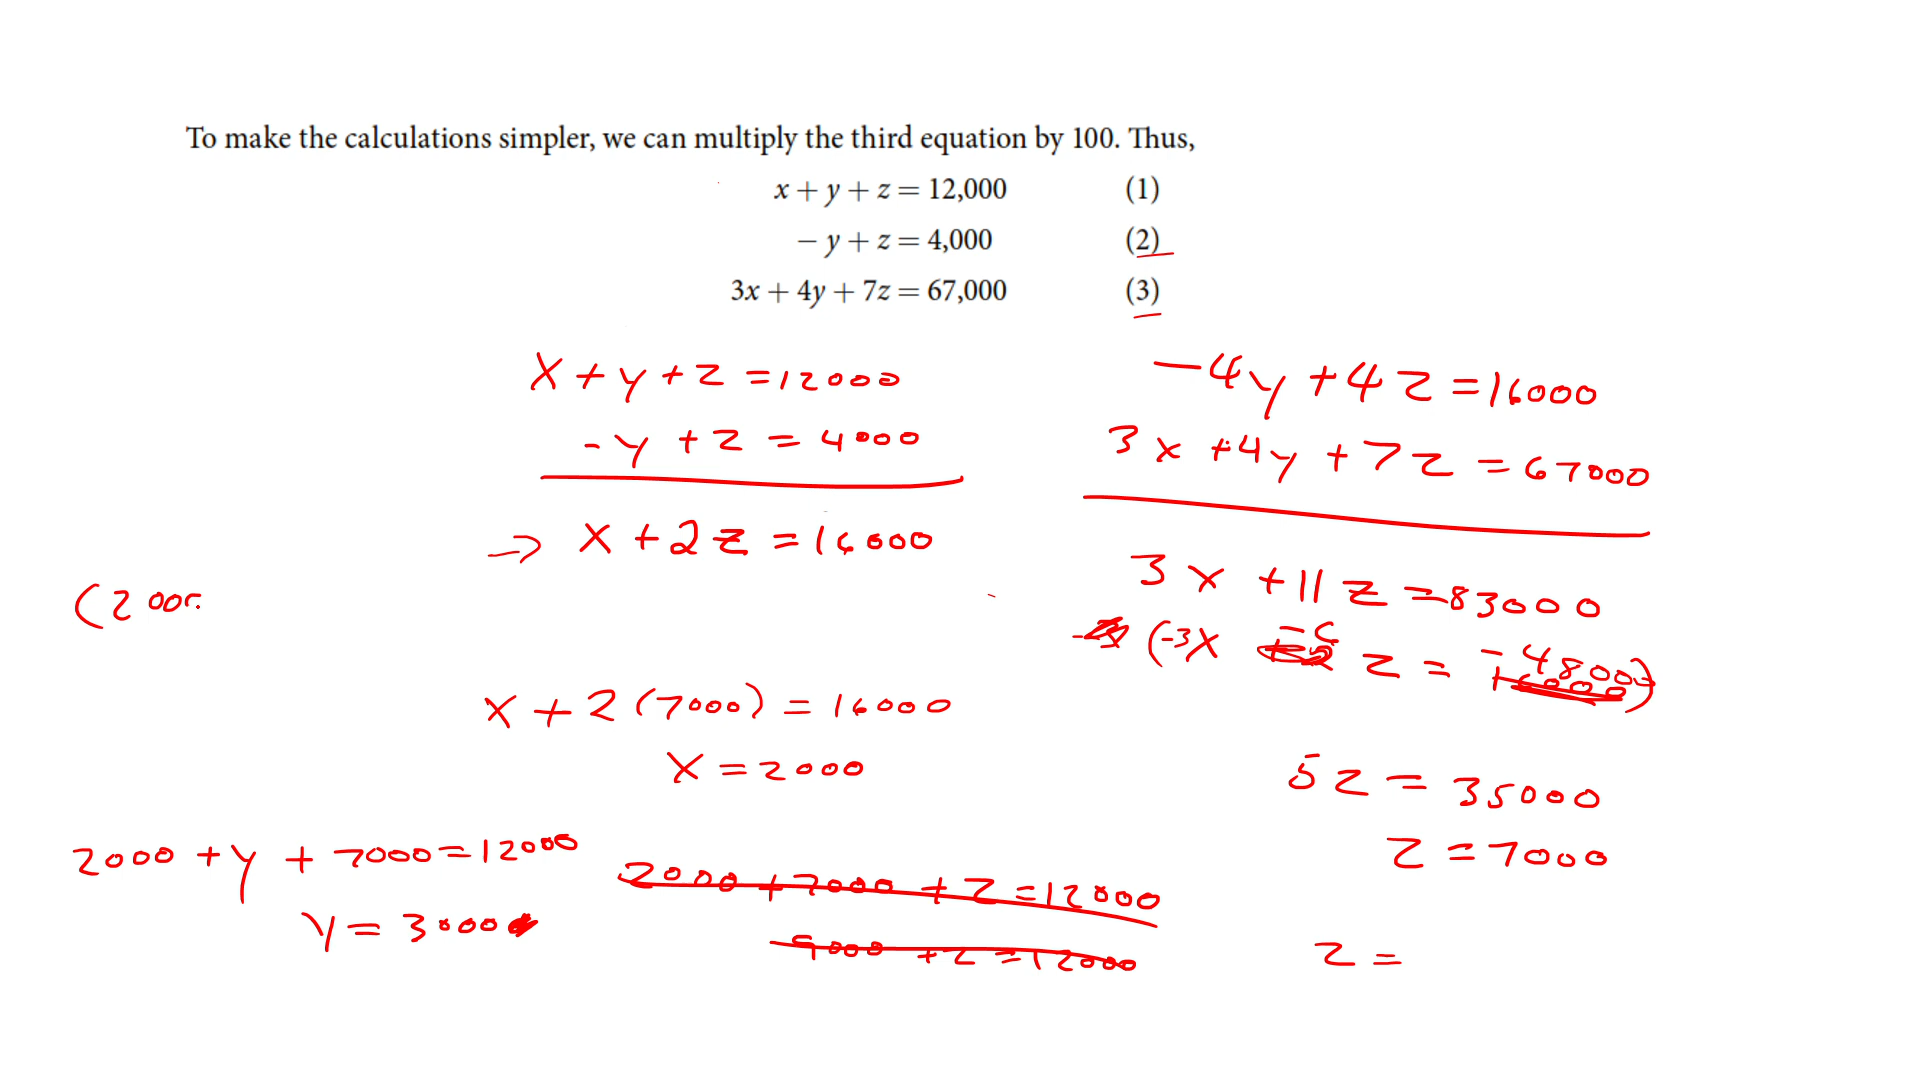 To make the calculations simpler, we can multiply the third equation by 100. Thus,
x + y + z = 12,000 (1)
− y + z = 4,000 (2)
3x + 4y + 7z = 67,000 (3)
x + y + z = 12000
- y + z = 4000
→ x + 2z = 16000
-4y + 4z = 16000
3x + 4y + 7z = 67000
3x + 11z = 83000
(-3x -6 z = -48000)
(2000
x + 2(7000) = 16000
x = 2000
5z = 35000
z = 7000
2000 + y + 7000 = 12000
y = 3000
2000 + 7000 + z = 12000
9000 + z = 12000
z =